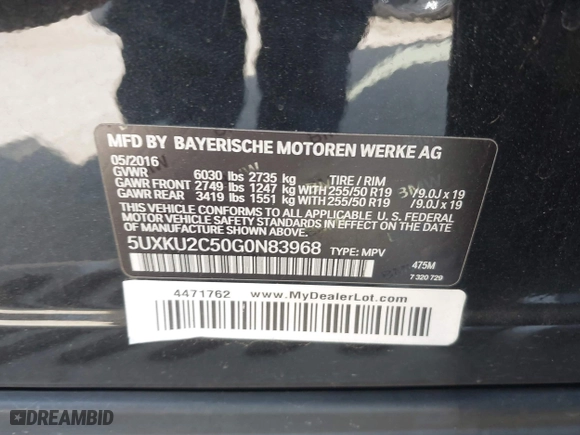 MFD BY BAYERISCHE MOTOREN WERKE AG
05/2016
GVWR 6030 lbs 2735 kg TIRE / RIM
GAWR FRONT 2749 lbs 1247 kg WITH 255/50 R19 /9.0J x 19
GAWR REAR 3419 lbs 1551 kg WITH 255/50 R19 /9.0J x 19
THIS VEHICLE CONFORMS TO ALL APPLICABLE U. S. FEDERAL
MOTOR VEHICLE SAFETY STANDARDS IN EFFECT ON THE DATE
OF MANUFACTURE SHOWN ABOVE.
5UXKU2C50G0N83968 TYPE: MPV
475M
7 320 729
4471762 www.MyDealerLot.com
DREAMBID